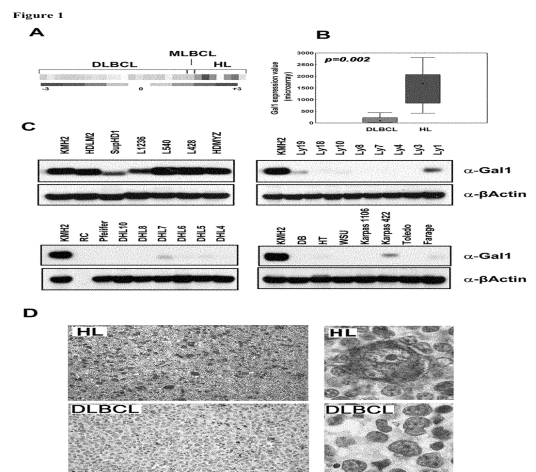 Figure 1
A
DLBCL
MLBCL
HL
-3 0 +3
B
p=0.002
Gal1 expression value
(microarray)
3000
2500
2000
1500
1000
500
0
DLBCL HL
C
KMH2 HDLM2 SupHD1 L1236 L540 L428 HDMYZ
KMH2 Ly19 Ly18 Ly10 Ly8 Ly7 Ly4 Ly3 Ly1
α-Gal1
α-βActin
KMH2 RC Pfeiffer DHL10 DHL8 DHL7 DHL6 DHL5 DHL4
KMH2 DB HT WSU Karpas 1106 Karpas 422 Toledo Farage
α-Gal1
α-βActin
D
HL
HL
DLBCL
DLBCL